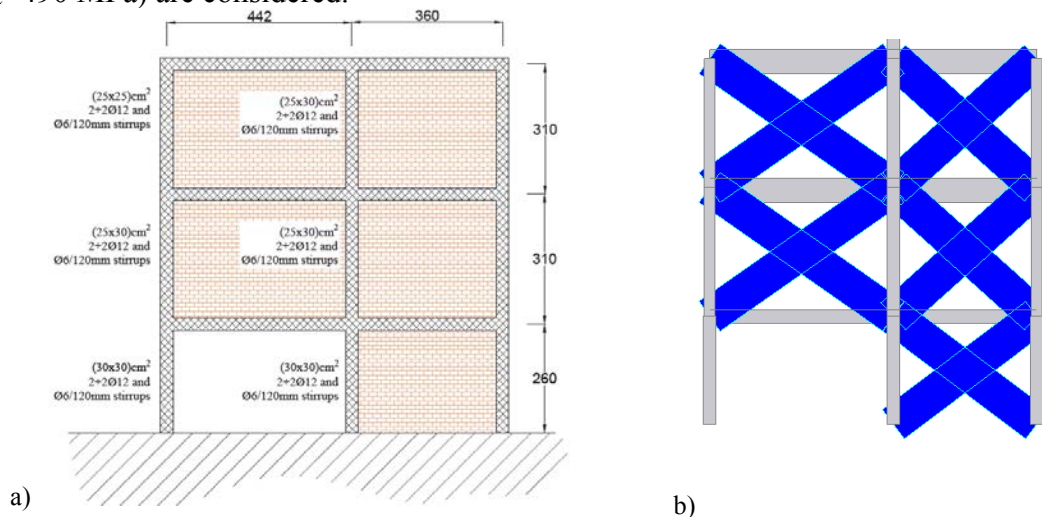 (~490 MPa) are considered.
442
360
(25x25)cm2
2+2Ø12 and
Ø6/120mm stirrups
(25x30)cm2
2+2Ø12 and
Ø6/120mm stirrups
310
(25x30)cm2
2+2Ø12 and
Ø6/120mm stirrups
(25x30)cm2
2+2Ø12 and
Ø6/120mm stirrups
310
(30x30)cm2
2+2Ø12 and
Ø6/120mm stirrups
(30x30)cm2
2+2Ø12 and
Ø6/120mm stirrups
260
a)
b)